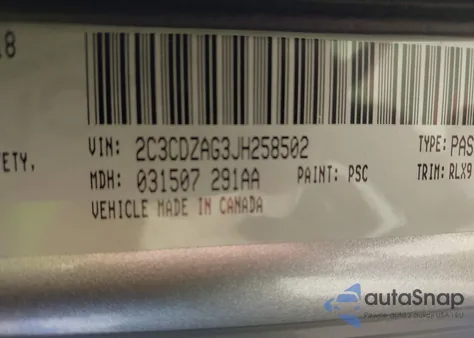 .8
VIN: 2C3CDZAG3JH258502
TYPE: PAS
ETY,
MDH: 031507 291AA
PAINT: PSC
TRIM: RLX9
VEHICLE MADE IN CANADA
autoSnap